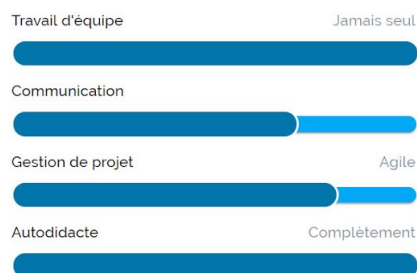 Travail d'équipe Jamais seul
Communication
Gestion de projet Agile
Autodidacte Complètement